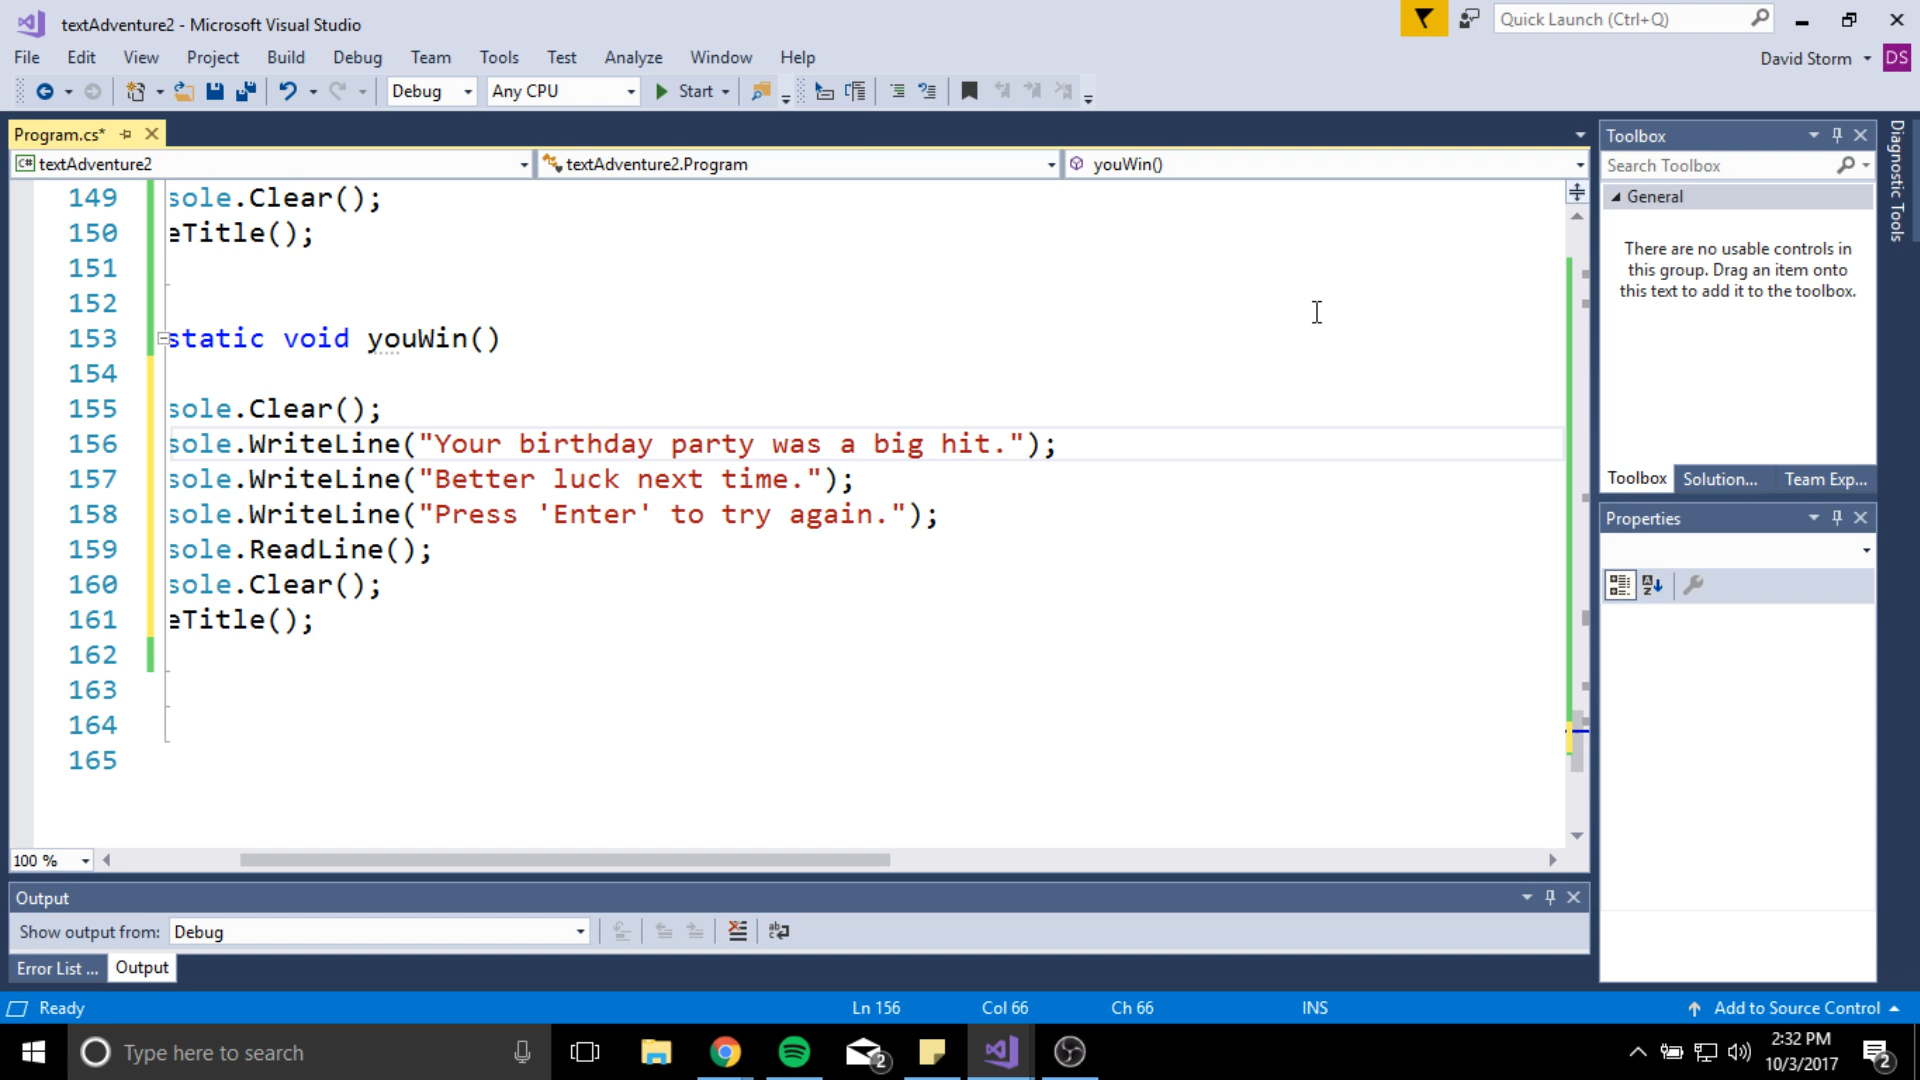 textAdventure2 - Microsoft Visual Studio
Quick Launch (Ctrl+Q)
File Edit View Project Build Debug Team Tools Test Analyze Window Help
David Storm DS
Debug Any CPU Start
Program.cs*
textAdventure2 textAdventure2.Program youWin()
149 sole.Clear();
150 eTitle();
151
152
153 static void youWin()
154
155 sole.Clear();
156 sole.WriteLine("Your birthday party was a big hit.");
157 sole.WriteLine("Better luck next time.");
158 sole.WriteLine("Press 'Enter' to try again.");
159 sole.ReadLine();
160 sole.Clear();
161 eTitle();
162
163
164
165
100 %
Toolbox
Search Toolbox
General
There are no usable controls in
this group. Drag an item onto
this text to add it to the toolbox.
Toolbox Solution... Team Exp...
Properties
Diagnostic Tools
Output
Show output from: Debug
Error List ... Output
Ready Ln 156 Col 66 Ch 66 INS Add to Source Control
Type here to search
2
2:32 PM
10/3/2017
2